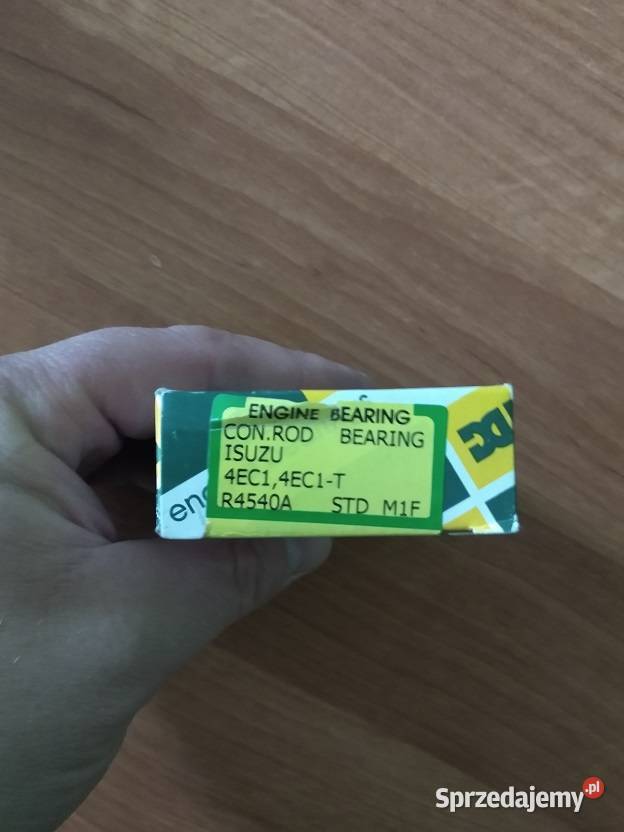 ENGINE BEARING
CON.ROD BEARING
ISUZU
4EC1,4EC1-T
R4540A STD M1F
Sprzedajemy.pl